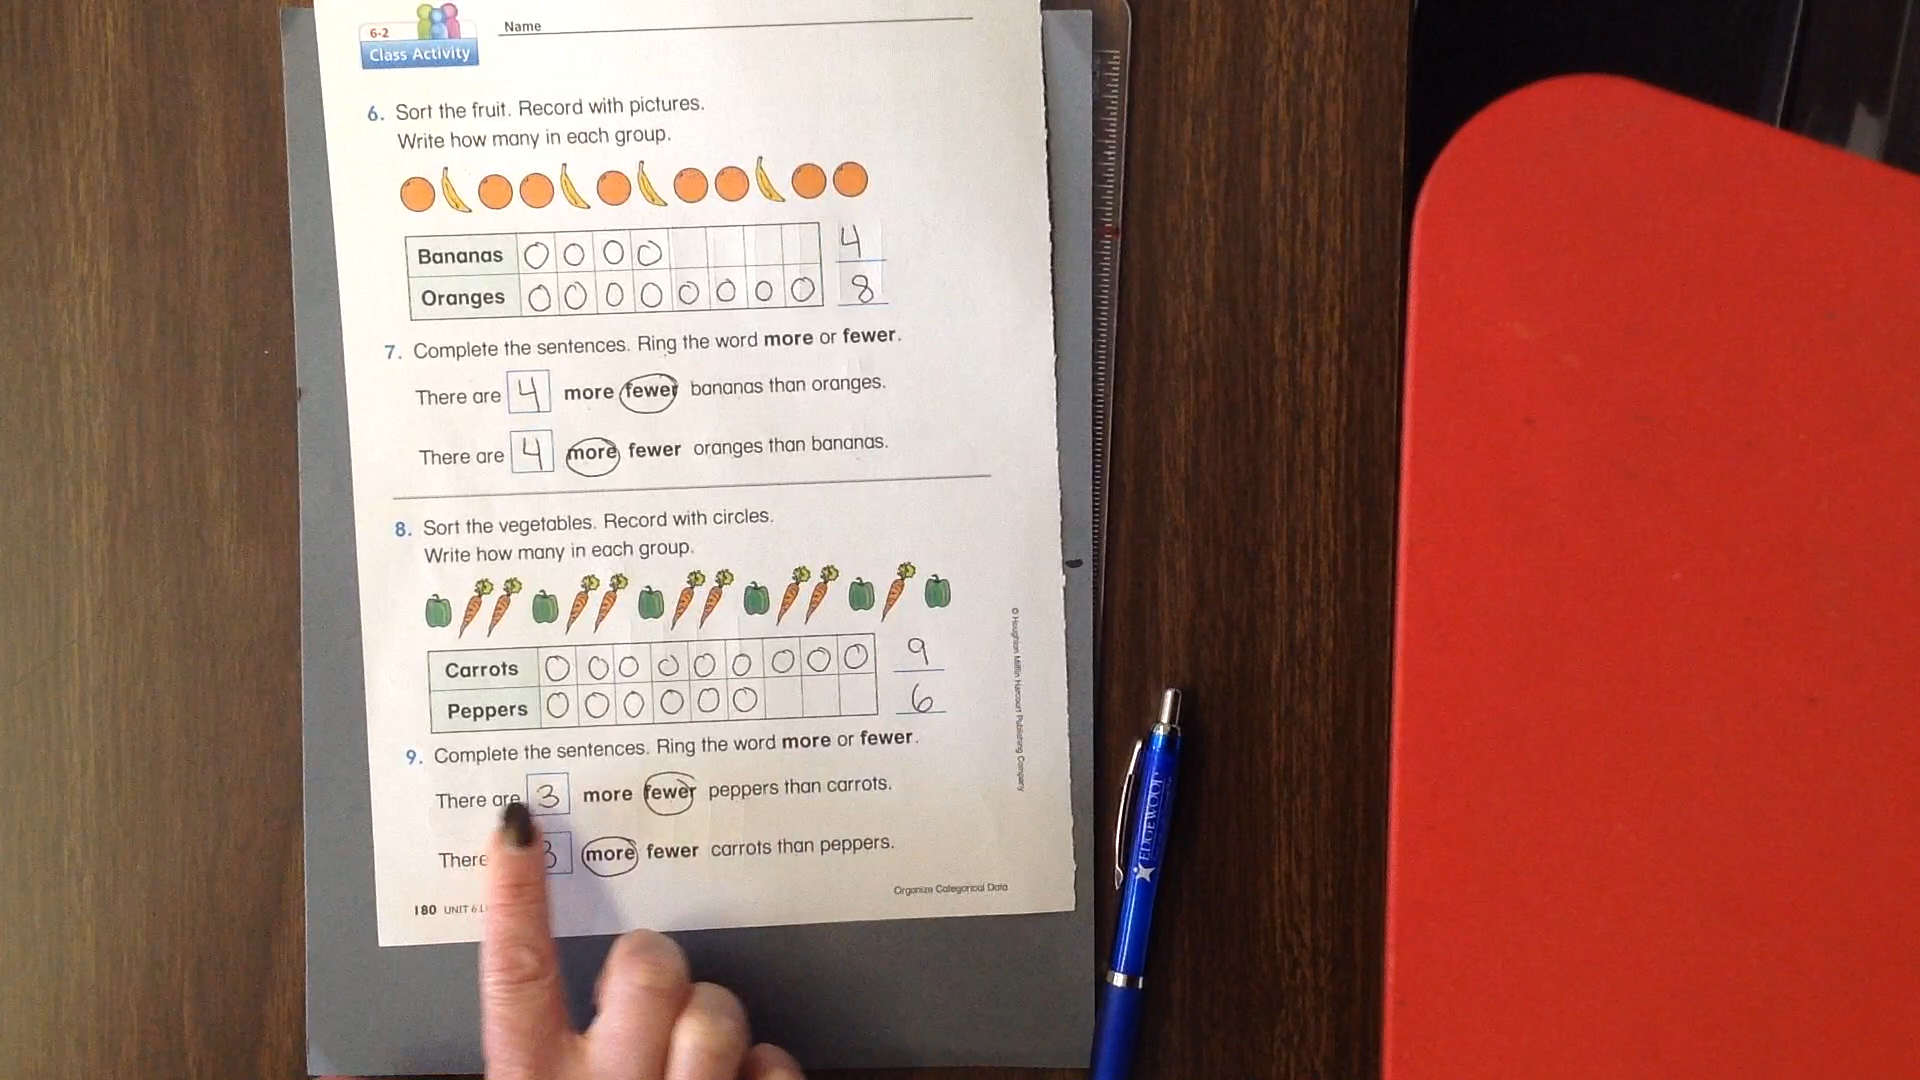 6-2
Class Activity
Name
6. Sort the fruit. Record with pictures.
Write how many in each group.
Bananas 4
Oranges 8
7. Complete the sentences. Ring the word more or fewer.
There are 4 more fewer bananas than oranges.
There are 4 more fewer oranges than bananas.
8. Sort the vegetables. Record with circles.
Write how many in each group.
Carrots 9
Peppers 6
9. Complete the sentences. Ring the word more or fewer.
There are 3 more fewer peppers than carrots.
There 3 more fewer carrots than peppers.
Organize Categorical Data
180 UNIT 6
© Houghton Mifflin Harcourt Publishing Company